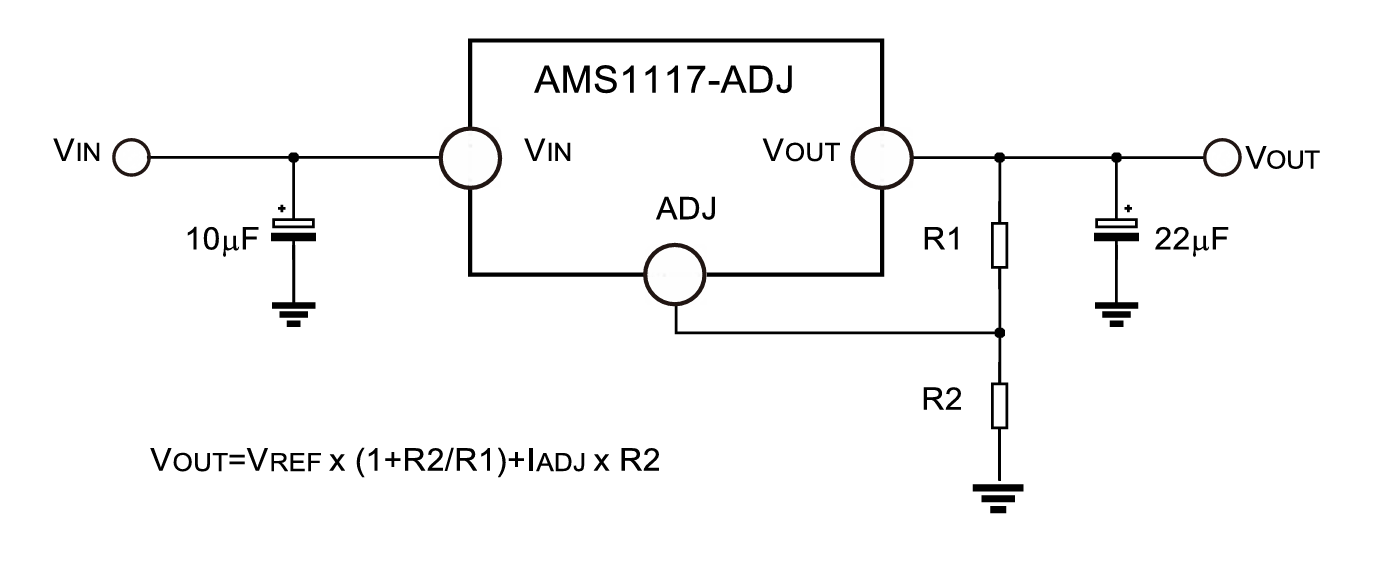 AMS1117-ADJ
VIN
VIN
VOUT
VOUT
ADJ
+
10µF
R1
+
22µF
R2
VOUT=VREF x (1+R2/R1)+IADJ x R2